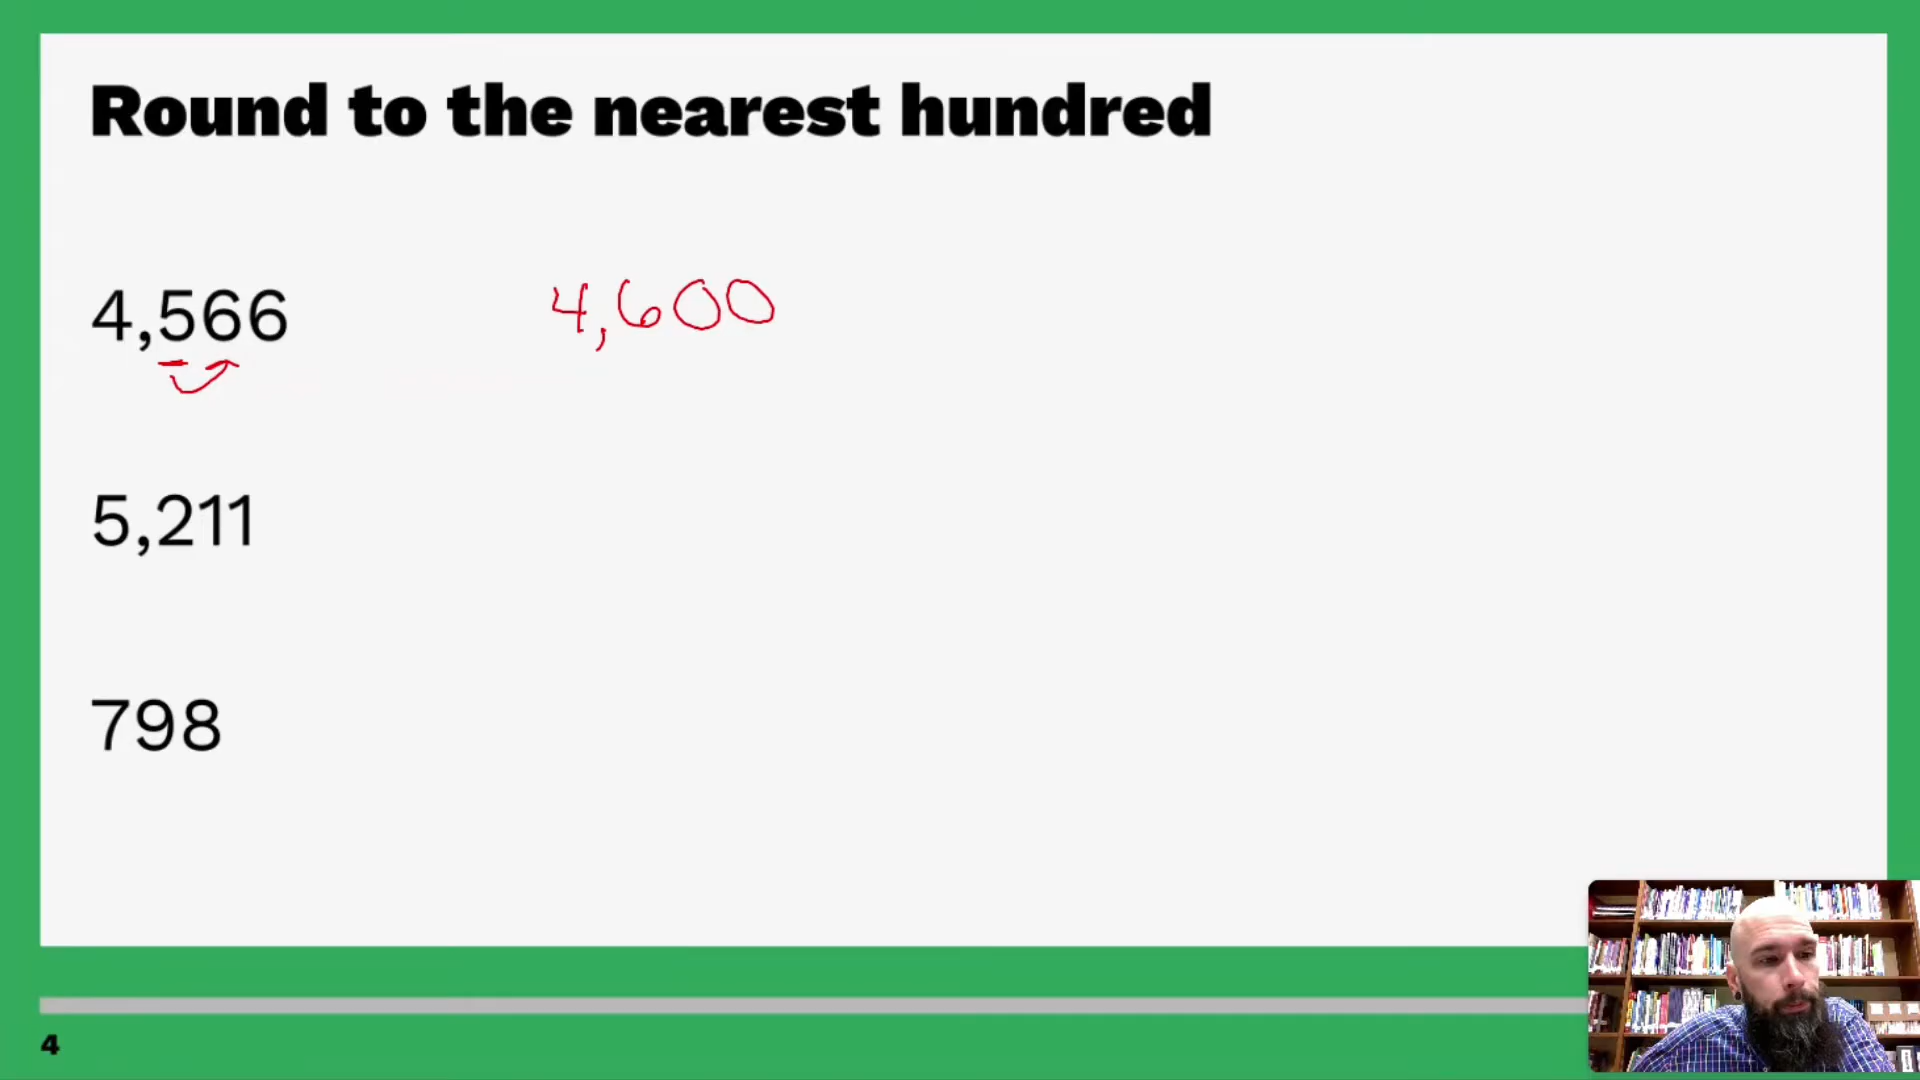 Round to the nearest hundred
4,566 4,600
5,211
798
4